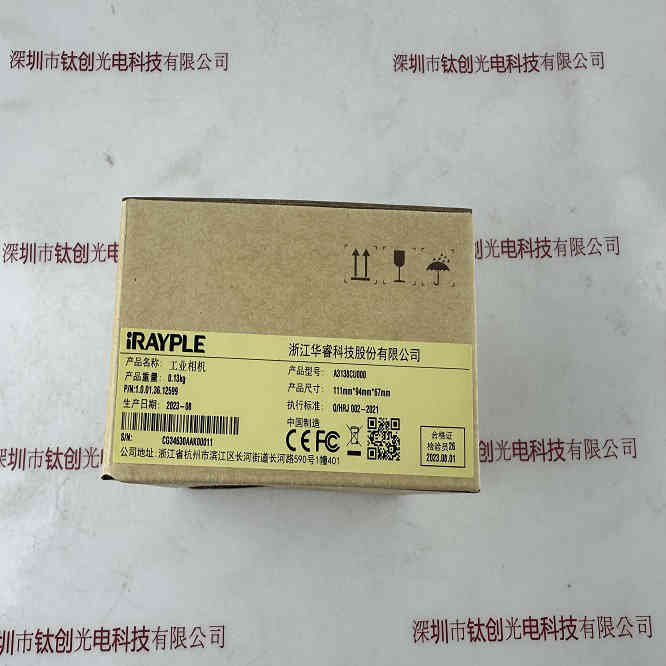 深圳市钛创光电科技有限公司
深圳市钛创光电科技有限公司
深圳市钛创光电科技有限公司
深圳市钛创光电科技有限公司
iRAYPLE
浙江华睿科技股份有限公司
产品名称: 工业相机
产品型号: A3138CU000
产品重量: 0.13kg
产品尺寸: 111mm*94mm*67mm
P/N:1.0.01.36.12599
执行标准: Q/HRJ 002-2021
生产日期: 2023-08
中国制造
CE FC
S/N: CG34630AAK00011
合格证
检验员26
2023.08.01
公司地址: 浙江省杭州市滨江区长河街道长河路590号1幢401
深圳市钛创光电科技有限公司
深圳市钛创光电科技有限公司
圳市钛创光电科技有限公司
深圳市钛创光电科技有限公司